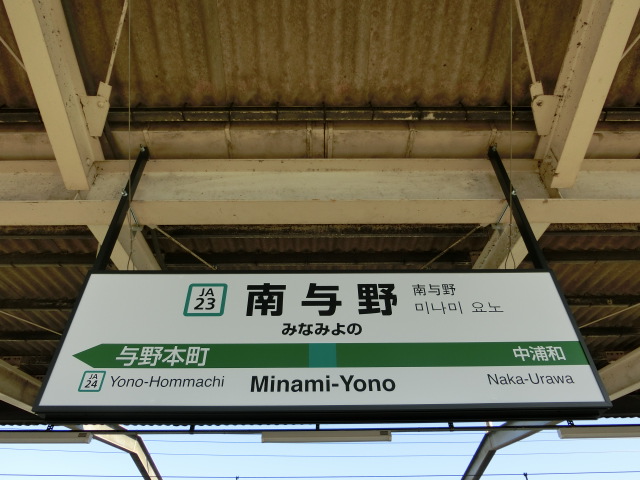 JA
23
南与野
南与野
미나미 요노
みなみよの
与野本町
中浦和
JA
24
Yono-Hommachi
Minami-Yono
Naka-Urawa